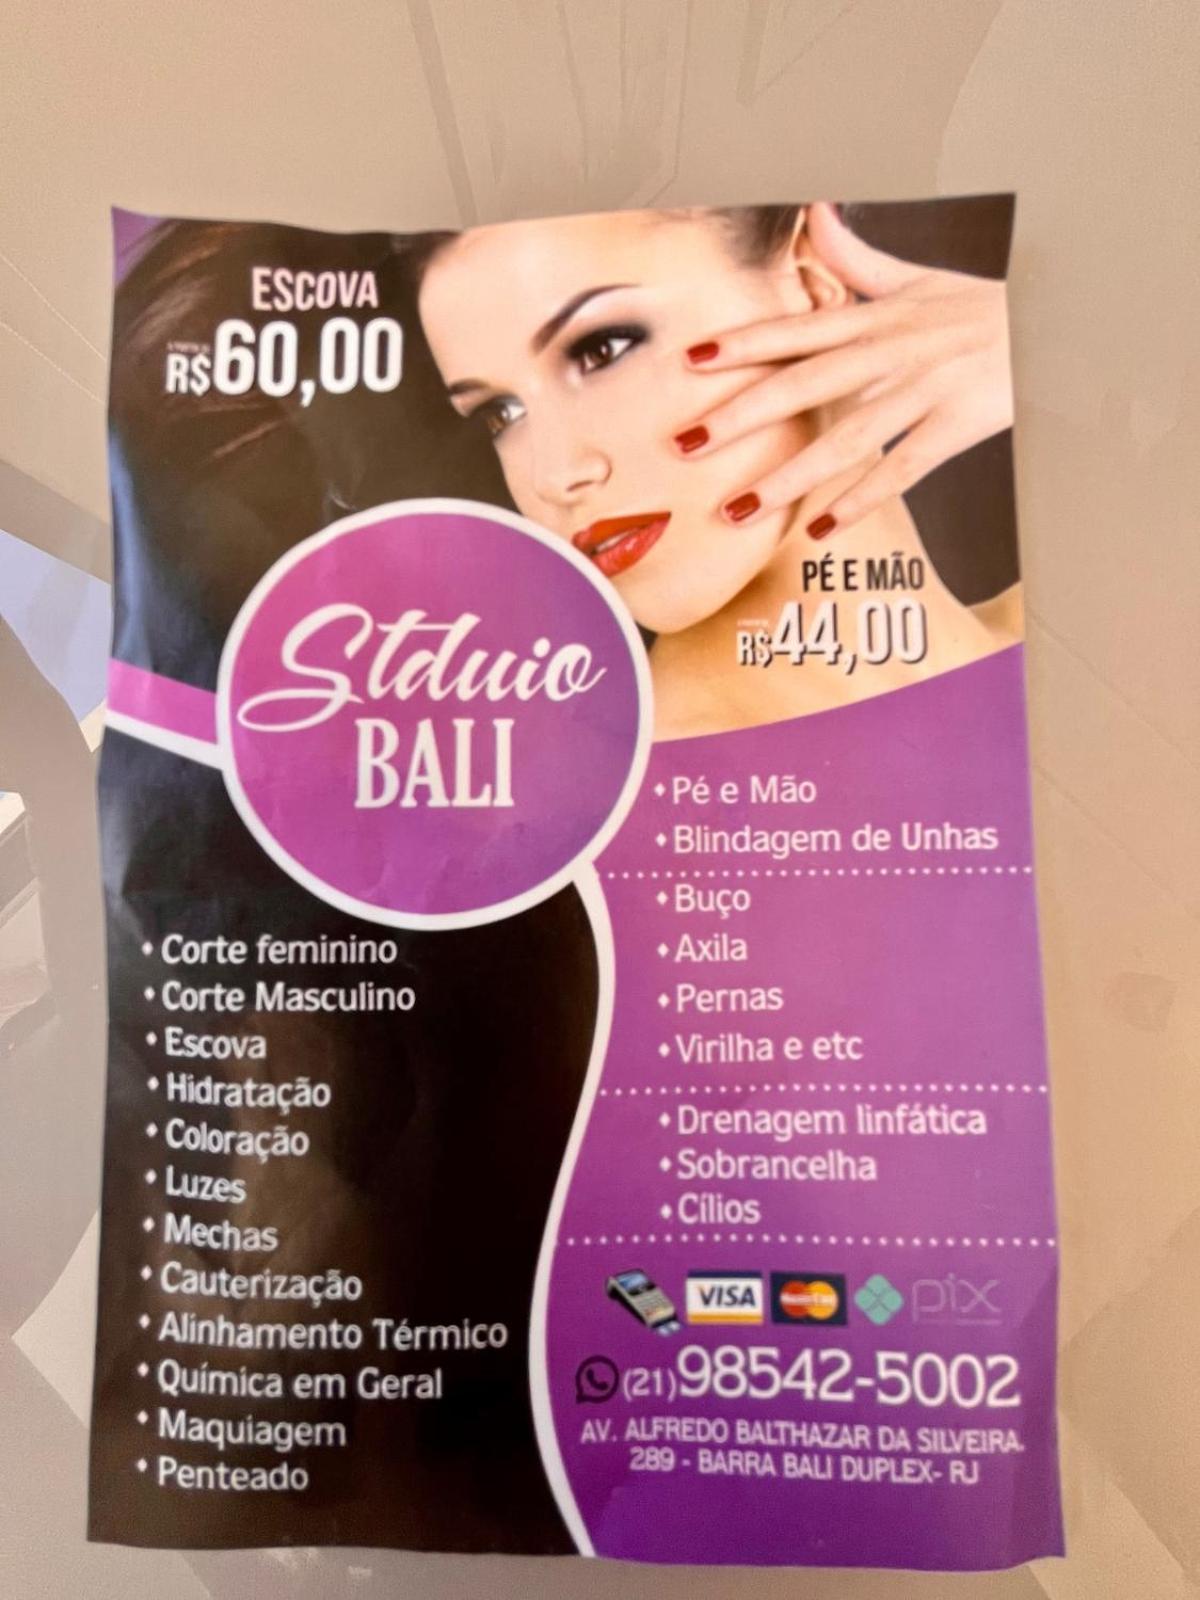 ESCOVA
R$60,00
Stduio
BALI
PÉ E MÃO
R$44,00
• Corte feminino
• Corte Masculino
• Escova
• Hidratação
• Coloração
• Luzes
• Mechas
• Cauterização
• Alinhamento Térmico
• Química em Geral
• Maquiagem
• Penteado
• Pé e Mão
• Blindagem de Unhas
• Buço
• Axila
• Pernas
• Virilha e etc
• Drenagem linfática
• Sobrancelha
• Cílios
VISA MasterCard pix
(21)98542-5002
AV. ALFREDO BALTHAZAR DA SILVEIRA.
289 - BARRA BALI DUPLEX- RJ